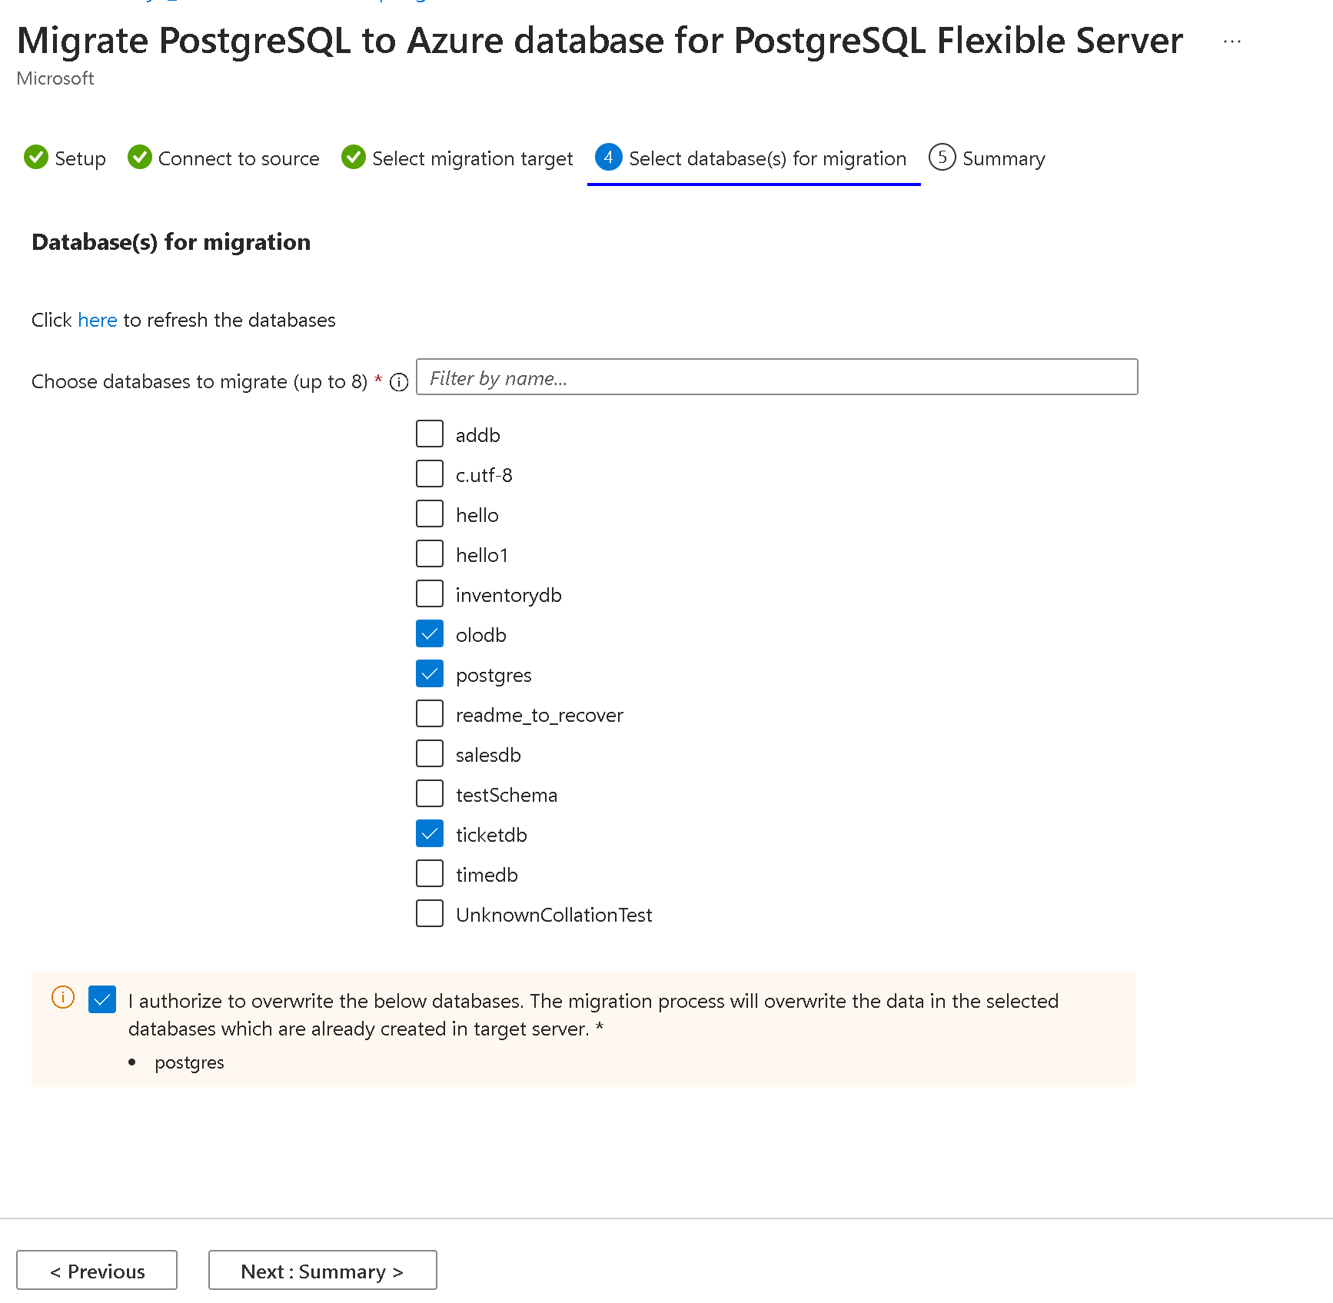 Migrate PostgreSQL to Azure database for PostgreSQL Flexible Server ...
Microsoft
Setup Connect to source Select migration target 4 Select database(s) for migration 5 Summary
Database(s) for migration
Click here to refresh the databases
Choose databases to migrate (up to 8) * Filter by name...
addb
c.utf-8
hello
hello1
inventorydb
olodb
postgres
readme_to_recover
salesdb
testSchema
ticketdb
timedb
UnknownCollationTest
I authorize to overwrite the below databases. The migration process will overwrite the data in the selected
databases which are already created in target server. *
• postgres
< Previous Next : Summary >